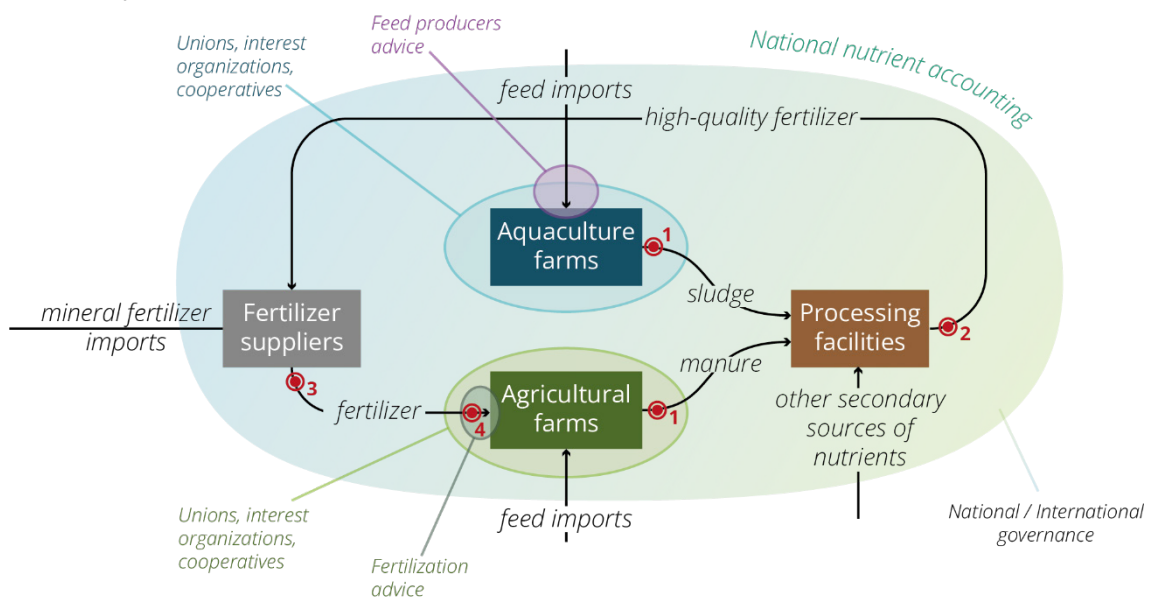 Feed producers
advice
Unions, interest
organizations,
cooperatives
National nutrient accounting
feed imports
high-quality fertilizer
Aquaculture
farms
1
sludge
mineral fertilizer
imports
Fertilizer
suppliers
Processing
facilities
2
3
manure
fertilizer
4
Agricultural
farms
1
other secondary
sources of
nutrients
feed imports
Unions, interest
organizations,
cooperatives
Fertilization
advice
National / International
governance